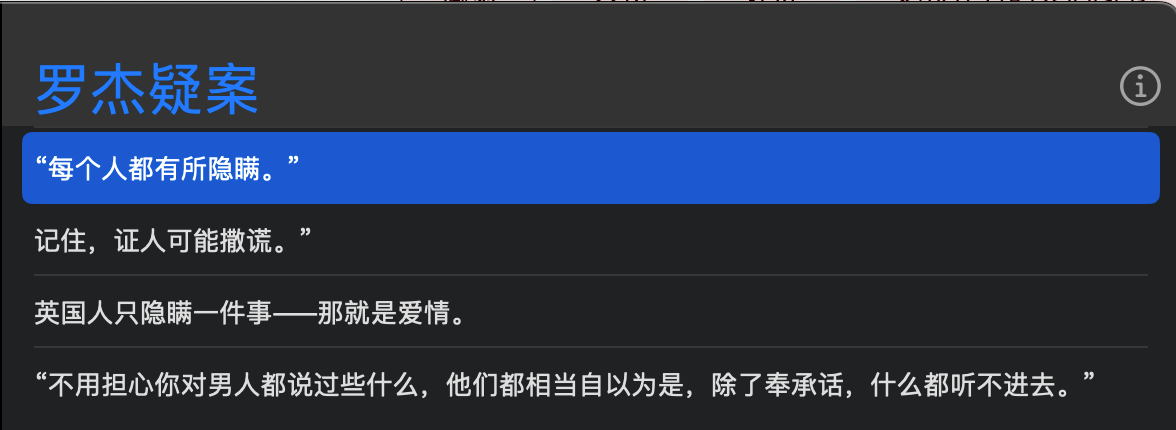 罗杰疑案
“每个人都有所隐瞒。”
记住，证人可能撒谎。”
英国人只隐瞒一件事——那就是爱情。
“不用担心你对男人都说过些什么，他们都相当自以为是，除了奉承话，什么都听不进去。”